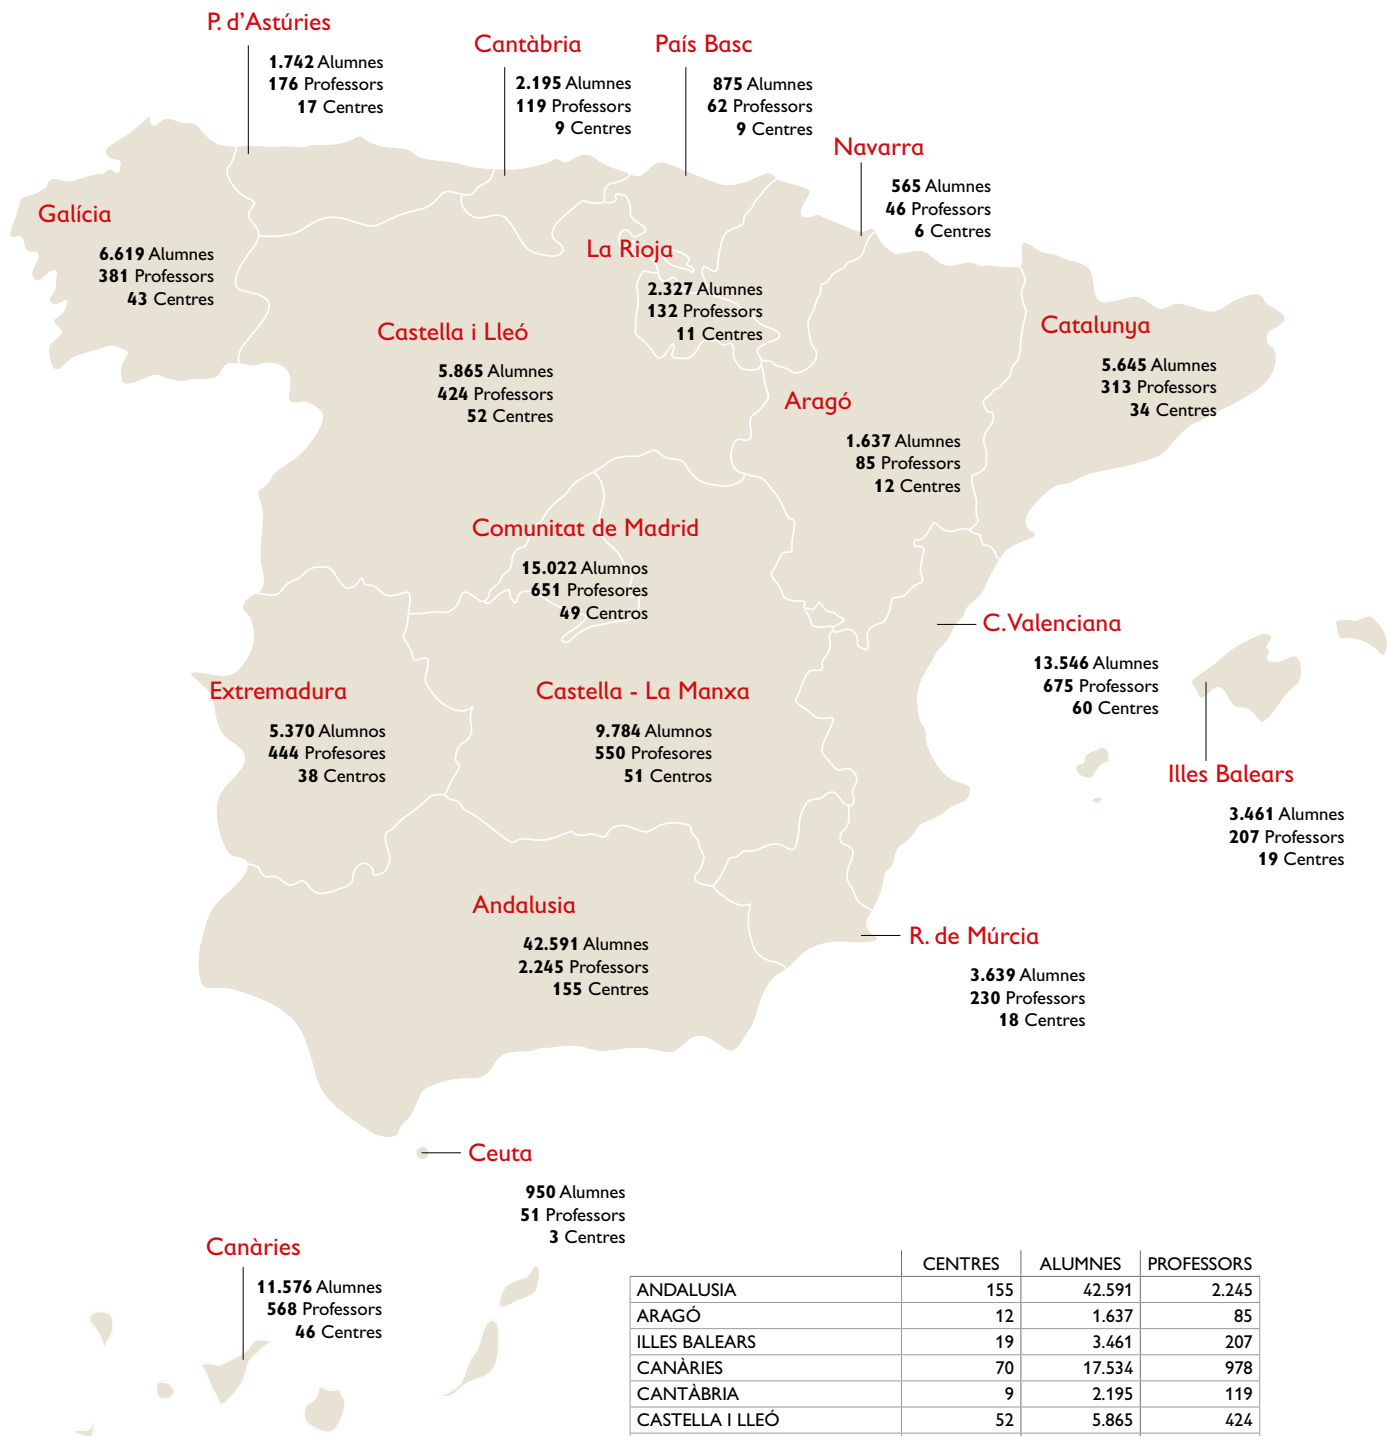 P. d'Astúries
1.742 Alumnes
176 Professors
17 Centres
Cantàbria
2.195 Alumnes
119 Professors
9 Centres
País Basc
875 Alumnes
62 Professors
9 Centres
Navarra
565 Alumnes
46 Professors
6 Centres
Galícia
6.619 Alumnes
381 Professors
43 Centres
La Rioja
2.327 Alumnes
132 Professors
11 Centres
Castella i Lleó
5.865 Alumnes
424 Professors
52 Centres
Catalunya
5.645 Alumnes
313 Professors
34 Centres
Aragó
1.637 Alumnes
85 Professors
12 Centres
Comunitat de Madrid
15.022 Alumnos
651 Profesores
49 Centros
C. Valenciana
13.546 Alumnes
675 Professors
60 Centres
Extremadura
5.370 Alumnos
444 Profesores
38 Centros
Castella - La Manxa
9.784 Alumnos
550 Profesores
51 Centros
Illes Balears
3.461 Alumnes
207 Professors
19 Centres
Andalusia
42.591 Alumnes
2.245 Professors
155 Centres
R. de Múrcia
3.639 Alumnes
230 Professors
18 Centres
Ceuta
950 Alumnes
51 Professors
3 Centres
Canàries
11.576 Alumnes
568 Professors
46 Centres
CENTRES ALUMNES PROFESSORS
ANDALUSIA 155 42.591 2.245
ARAGÓ 12 1.637 85
ILLES BALEARS 19 3.461 207
CANÀRIES 70 17.534 978
CANTÀBRIA 9 2.195 119
CASTELLA I LLEÓ 52 5.865 424